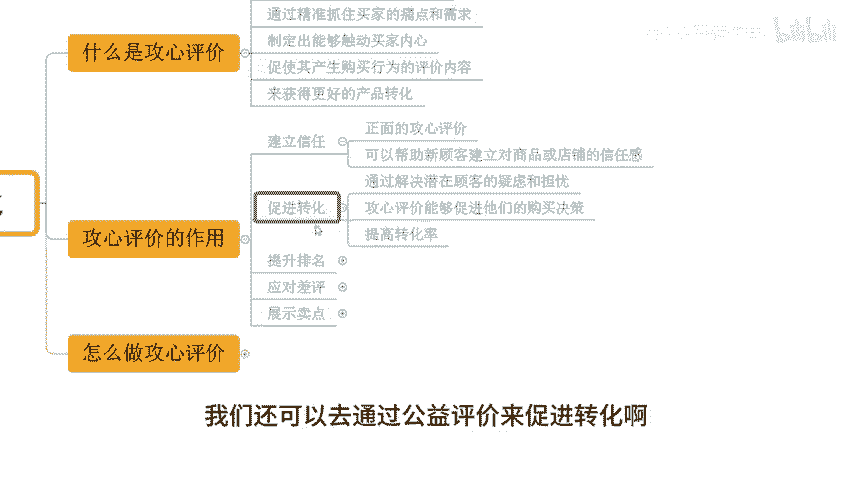 通过精准抓住买家的痛点和需求
什么是攻心评价
制定出能够触动买家内心
促使其产生购买行为的评价内容
来获得更好的产品转化
建立信任
正面的攻心评价
可以帮助新顾客建立对商品或店铺的信任感
促进转化
通过解决潜在顾客的疑虑和担忧
攻心评价能够促进他们的购买决策
提高转化率
攻心评价的作用
提升排名
应对差评
展示卖点
怎么做攻心评价
我们还可以去通过公益评价来促进转化啊
bilibili